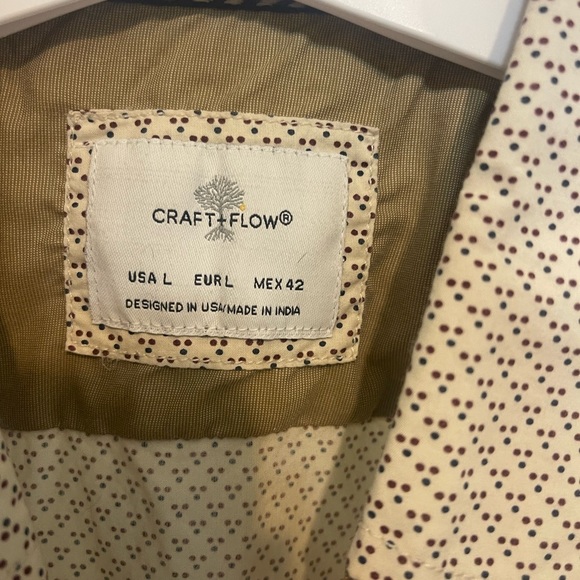 CRAFT+FLOW®
USA L EUR L MEX 42
DESIGNED IN USA/MADE IN INDIA